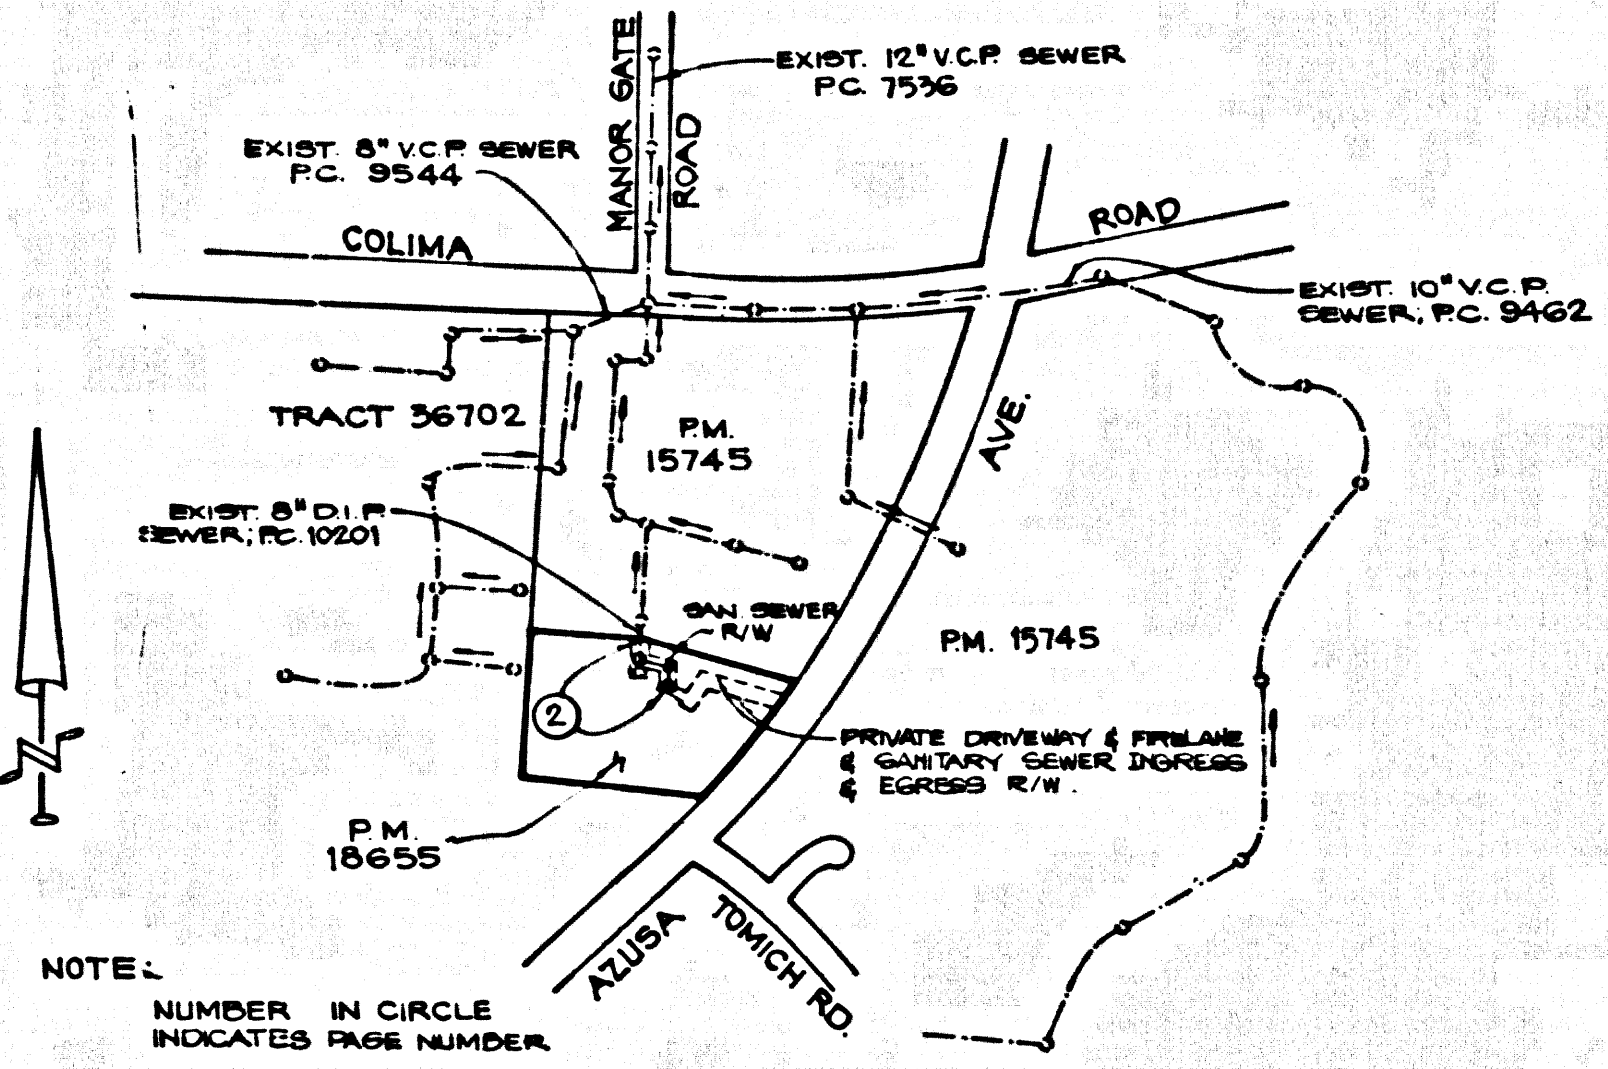 EXIST. 12" V.C.P. SEWER
P.C. 7536
MANOR GATE
ROAD
EXIST. 8" V.C.P. SEWER
P.C. 9544
COLIMA
ROAD
EXIST. 10" V.C.P.
SEWER; P.C. 9462
TRACT 36702
P.M.
15745
AVE.
EXIST. 8" D.I.P.
SEWER; P.C. 10201
SAN. SEWER
R/W
P.M. 15745
2
PRIVATE DRIVEWAY & FIRELANE
& SANITARY SEWER INGRESS
& EGRESS R/W.
P.M.
18655
AZUSA
TOMICH RD.
NOTE:
NUMBER IN CIRCLE
INDICATES PAGE NUMBER